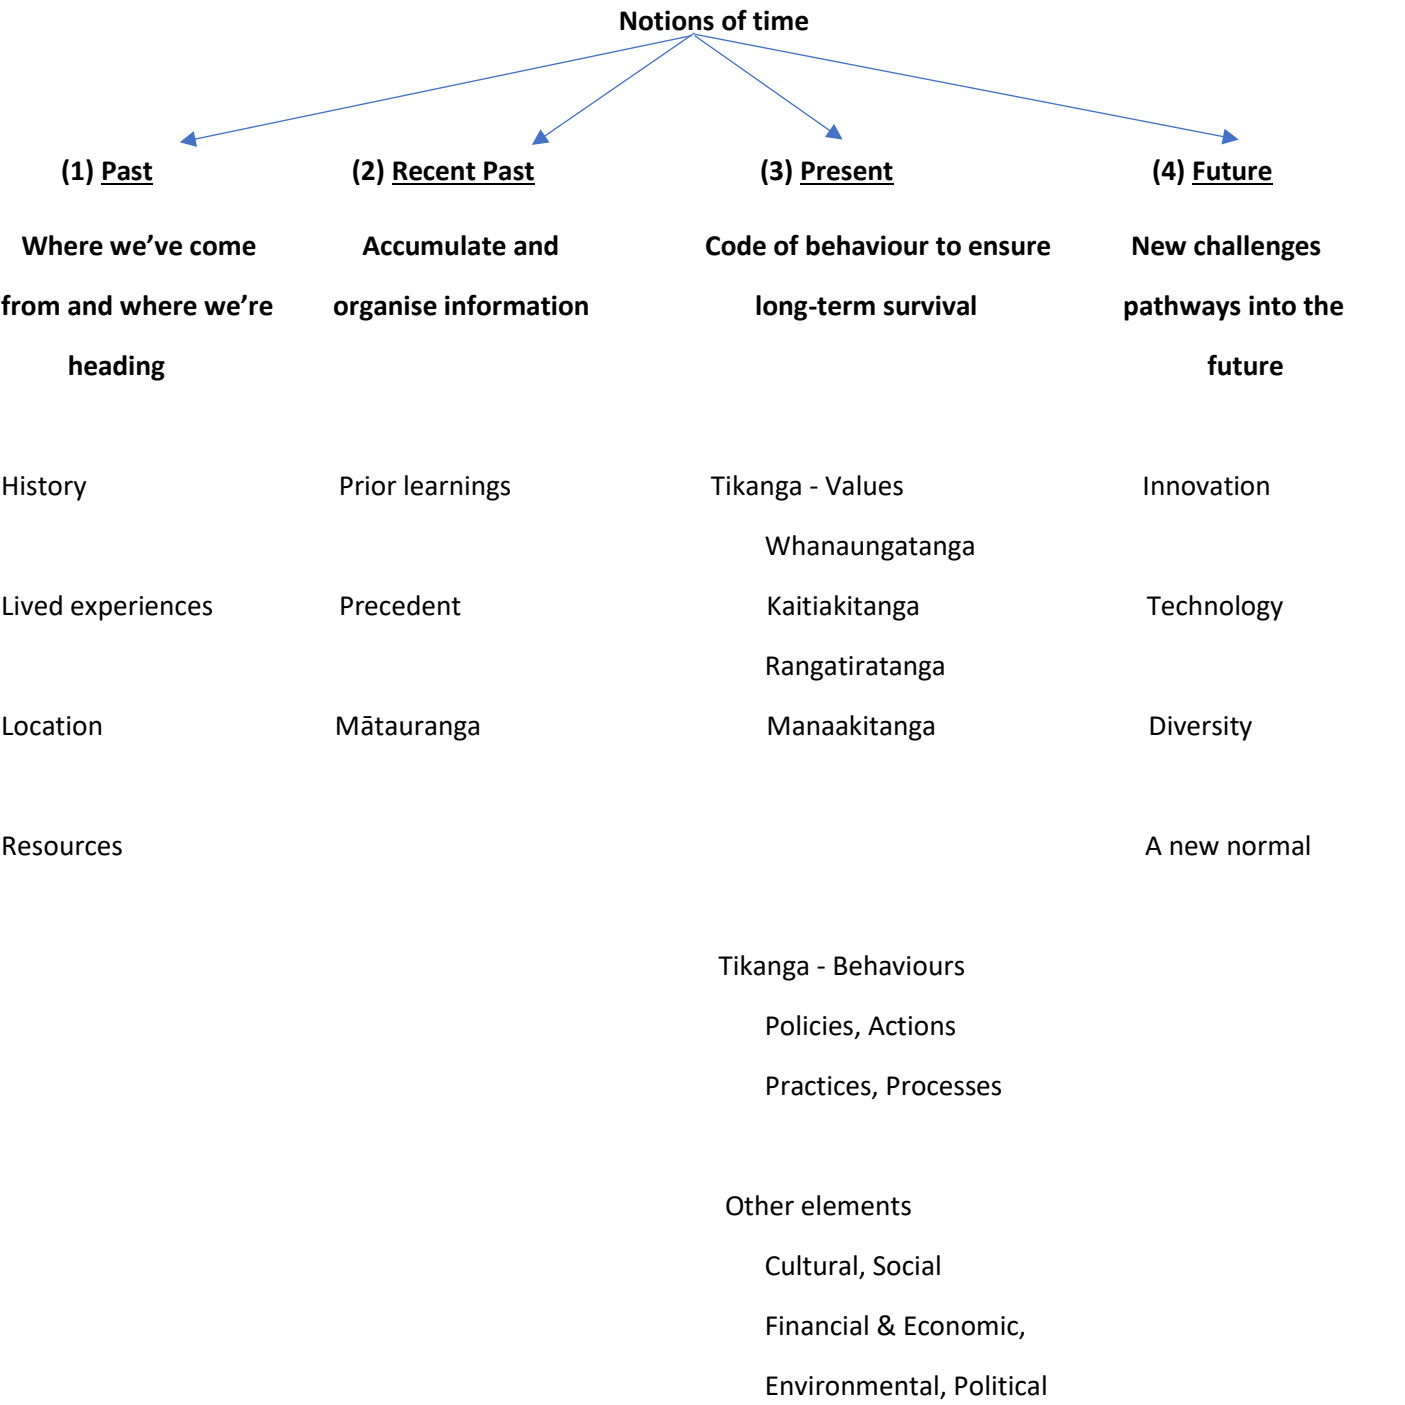 Notions of time
(1) Past
(2) Recent Past
(3) Present
(4) Future
Where we’ve come
from and where we’re
heading
Accumulate and
organise information
Code of behaviour to ensure
long-term survival
New challenges
pathways into the
future
History
Lived experiences
Location
Resources
Prior learnings
Precedent
Mātauranga
Tikanga - Values
Whanaungatanga
Kaitiakitanga
Rangatiratanga
Manaakitanga
Tikanga - Behaviours
Policies, Actions
Practices, Processes
Other elements
Cultural, Social
Financial & Economic,
Environmental, Political
Innovation
Technology
Diversity
A new normal